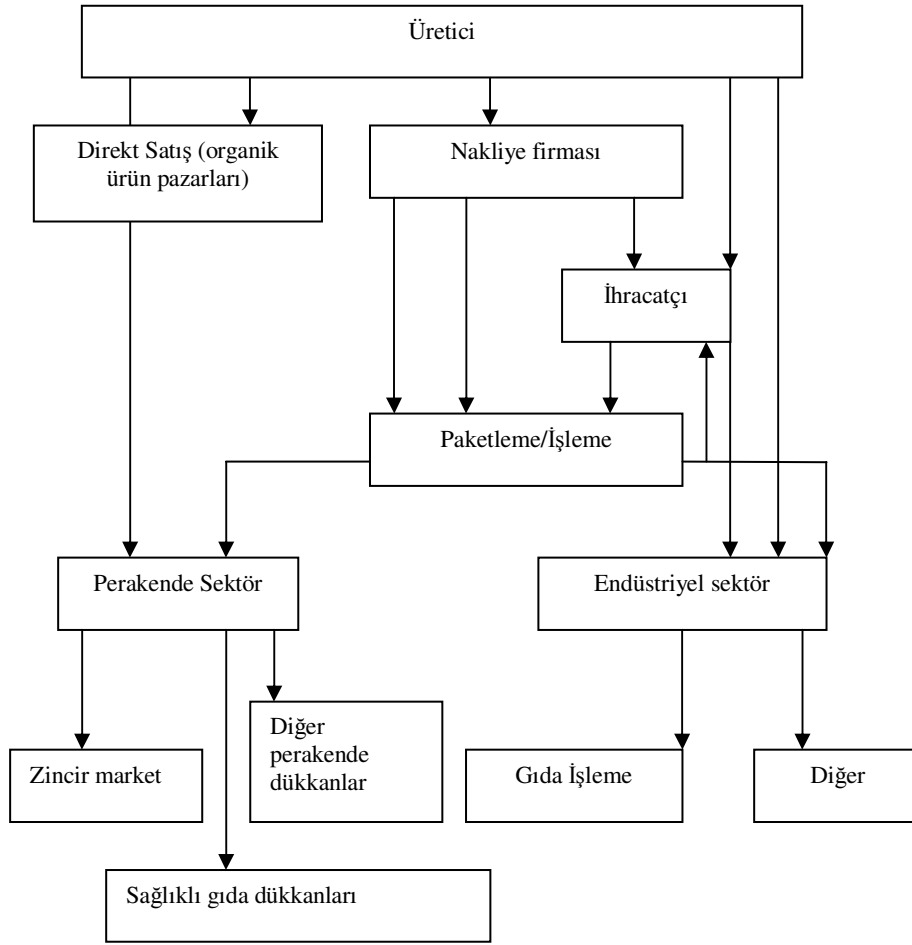 Üretici
Direkt Satış (organik
ürün pazarları)
Nakliye firması
İhracatçı
Paketleme/İşleme
Perakende Sektör
Endüstriyel sektör
Zincir market
Diğer
perakende
dükkanlar
Gıda İşleme
Diğer
Sağlıklı gıda dükkanları